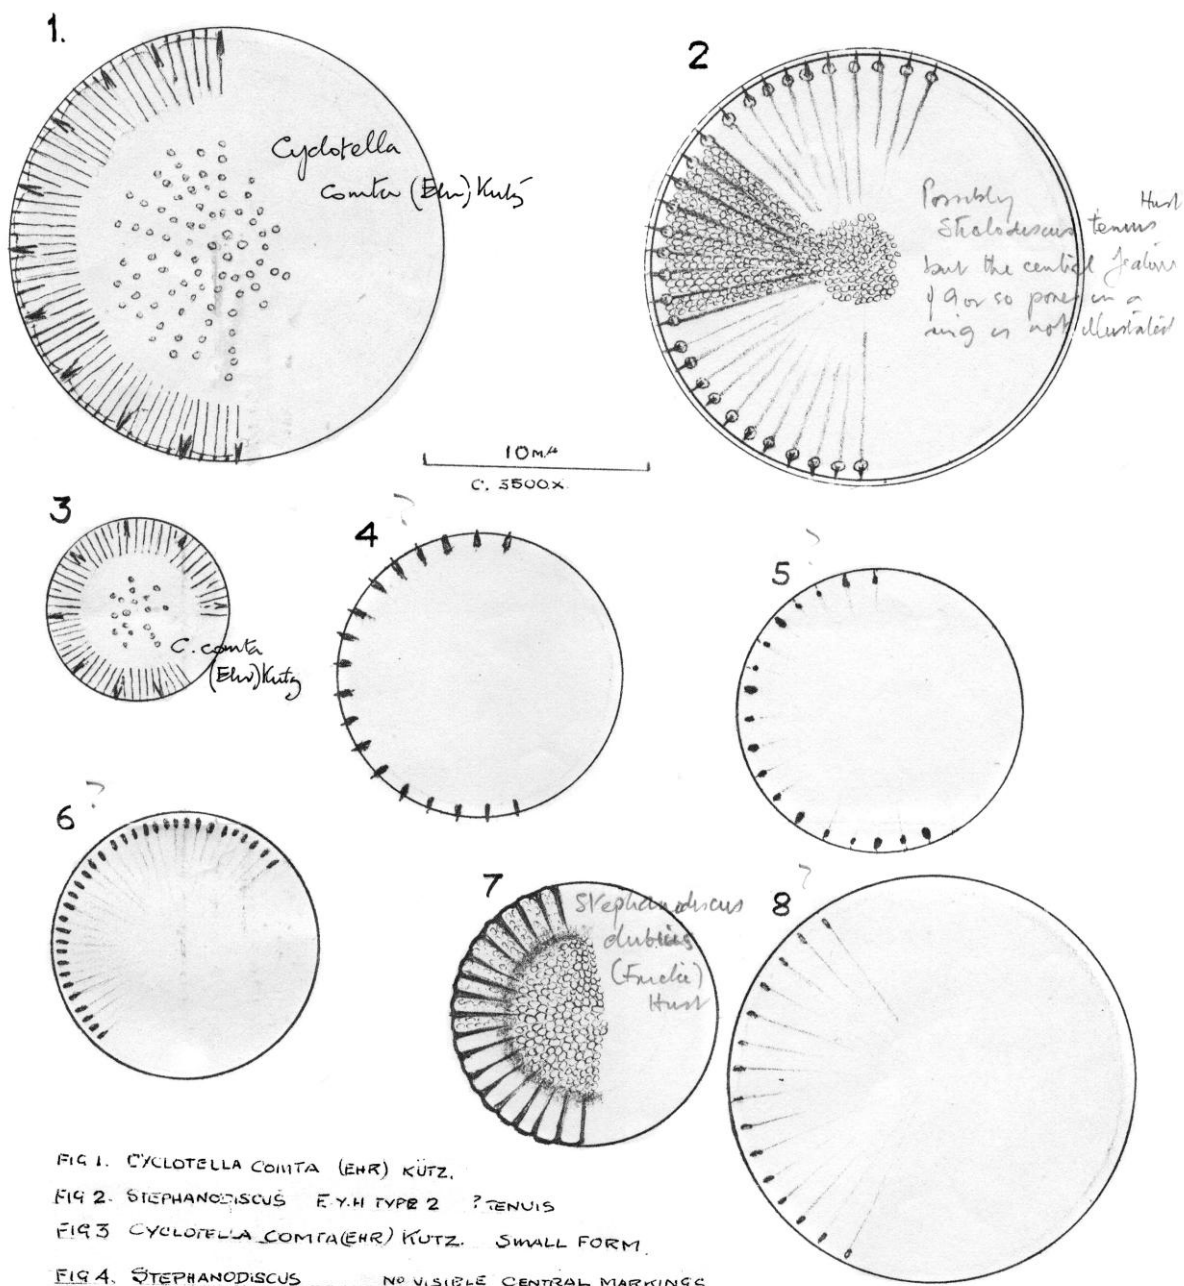 1.
Cyclotella
comta (Ehr) Kutz
2
Possibly Hust
Stephodiscus tenuis
but the central feature
of 9 or so pores in a
ring is not illustrated
10 Mµ
C. 3500X.
3
C. comta
(Ehr) Kutz
4 ?
5 ?
6 ?
7
Stephanodiscus
dubius
(Fricke)
Hust
8 ?
FIG 1. CYCLOTELLA COMTA (EHR) KÜTZ.
FIG 2. STEPHANODISCUS E.Y.H TYPE 2 ? TENUIS
FIG 3 CYCLOTELLA COMTA (EHR) KUTZ. SMALL FORM.
FIG 4. STEPHANODISCUS NO VISIBLE CENTRAL MARKINGS